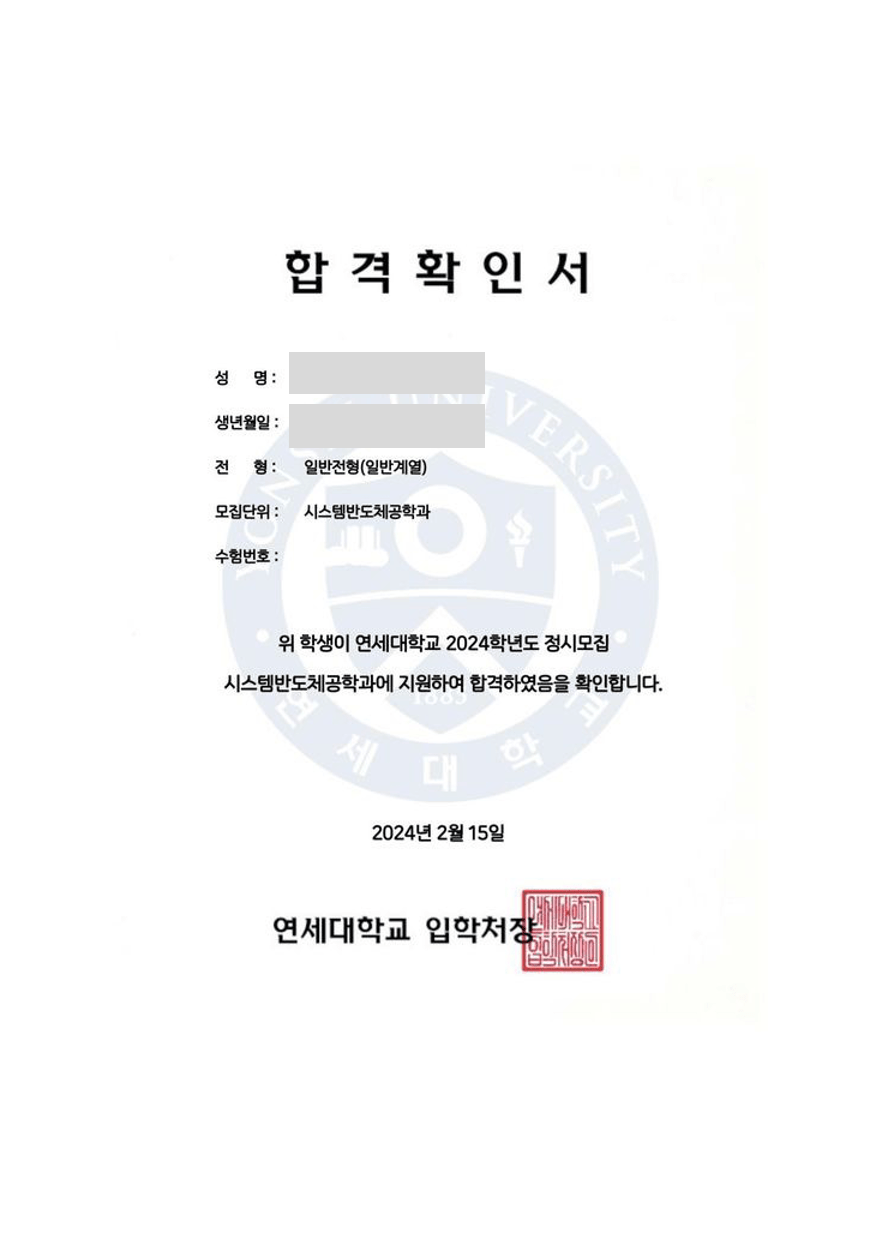 합격확인서
성 명 :
생년월일 :
전 형 : 일반전형(일반계열)
모집단위 : 시스템반도체공학과
수험번호 :
위 학생이 연세대학교 2024학년도 정시모집
시스템반도체공학과에 지원하여 합격하였음을 확인합니다.
2024년 2월 15일
연세대학교 입학처장
연세대학교
입학처장인
YONSEI UNIVERSITY
1885
연세대학교